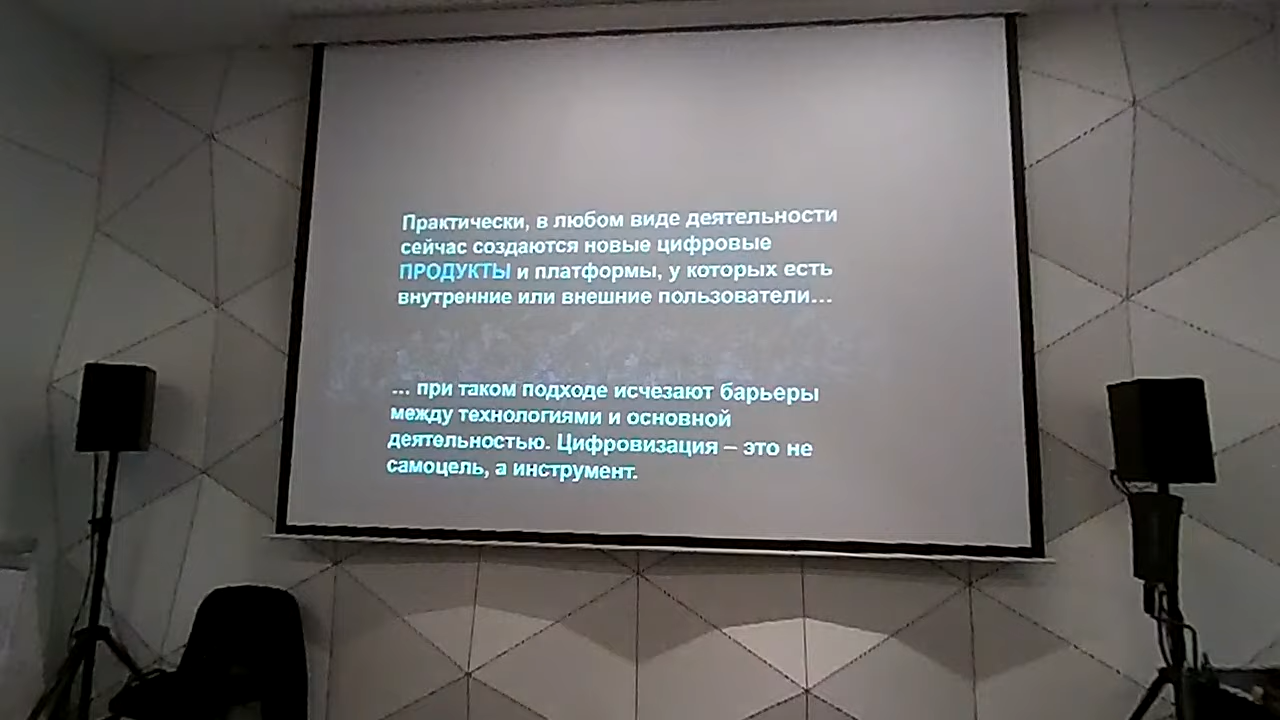 Практически, в любом виде деятельности
сейчас создаются новые цифровые
ПРОДУКТЫ и платформы, у которых есть
внутренние или внешние пользователи...
... при таком подходе исчезают барьеры
между технологиями и основной
деятельностью. Цифровизация – это не
самоцель, а инструмент.